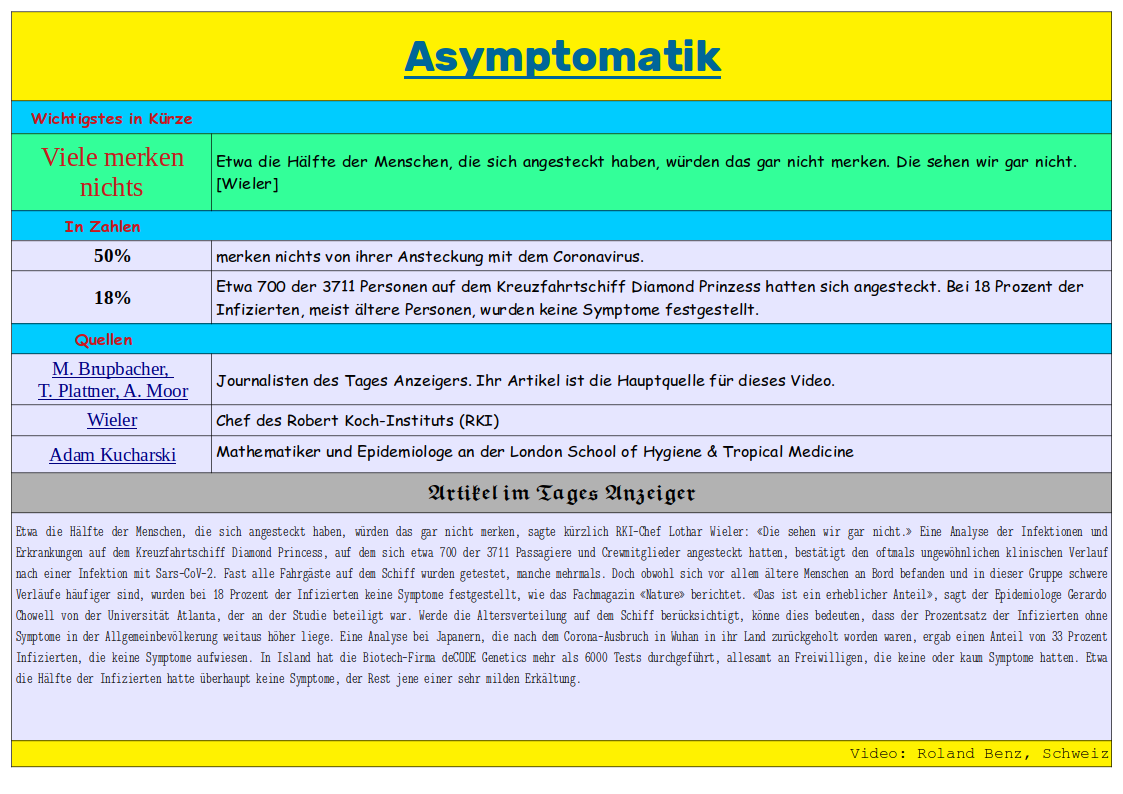 Asymptomatik
Wichtigstes in Kürze
Viele merken
nichts
Etwa die Hälfte der Menschen, die sich angesteckt haben, würden das gar nicht merken. Die sehen wir gar nicht.
[Wieler]
In Zahlen
50%
merken nichts von ihrer Ansteckung mit dem Coronavirus.
18%
Etwa 700 der 3711 Personen auf dem Kreuzfahrtschiff Diamond Prinzess hatten sich angesteckt. Bei 18 Prozent der
Infizierten, meist ältere Personen, wurden keine Symptome festgestellt.
Quellen
M. Brupbacher,
T. Plattner, A. Moor
Journalisten des Tages Anzeigers. Ihr Artikel ist die Hauptquelle für dieses Video.
Wieler
Chef des Robert Koch-Instituts (RKI)
Adam Kucharski
Mathematiker und Epidemiologe an der London School of Hygiene & Tropical Medicine
Artikel im Tages Anzeiger
Etwa die Hälfte der Menschen, die sich angesteckt haben, würden das gar nicht merken, sagte kürzlich RKI-Chef Lothar Wieler: «Die sehen wir gar nicht.» Eine Analyse der Infektionen und
Erkrankungen auf dem Kreuzfahrtschiff Diamond Princess, auf dem sich etwa 700 der 3711 Passagiere und Crewmitglieder angesteckt hatten, bestätigt den oftmals ungewöhnlichen klinischen Verlauf
nach einer Infektion mit Sars-CoV-2. Fast alle Fahrgäste auf dem Schiff wurden getestet, manche mehrmals. Doch obwohl sich vor allem ältere Menschen an Bord befanden und in dieser Gruppe schwere
Verläufe häufiger sind, wurden bei 18 Prozent der Infizierten keine Symptome festgestellt, wie das Fachmagazin «Nature» berichtet. «Das ist ein erheblicher Anteil», sagt der Epidemiologe Gerardo
Chowell von der Universität Atlanta, der an der Studie beteiligt war. Werde die Altersverteilung auf dem Schiff berücksichtigt, könne dies bedeuten, dass der Prozentsatz der Infizierten ohne
Symptome in der Allgemeinbevölkerung weitaus höher liege. Eine Analyse bei Japanern, die nach dem Corona-Ausbruch in Wuhan in ihr Land zurückgeholt worden waren, ergab einen Anteil von 33 Prozent
Infizierten, die keine Symptome aufwiesen. In Island hat die Biotech-Firma deCODE Genetics mehr als 6000 Tests durchgeführt, allesamt an Freiwilligen, die keine oder kaum Symptome hatten. Etwa
die Hälfte der Infizierten hatte überhaupt keine Symptome, der Rest jene einer sehr milden Erkältung.
Video: Roland Benz, Schweiz